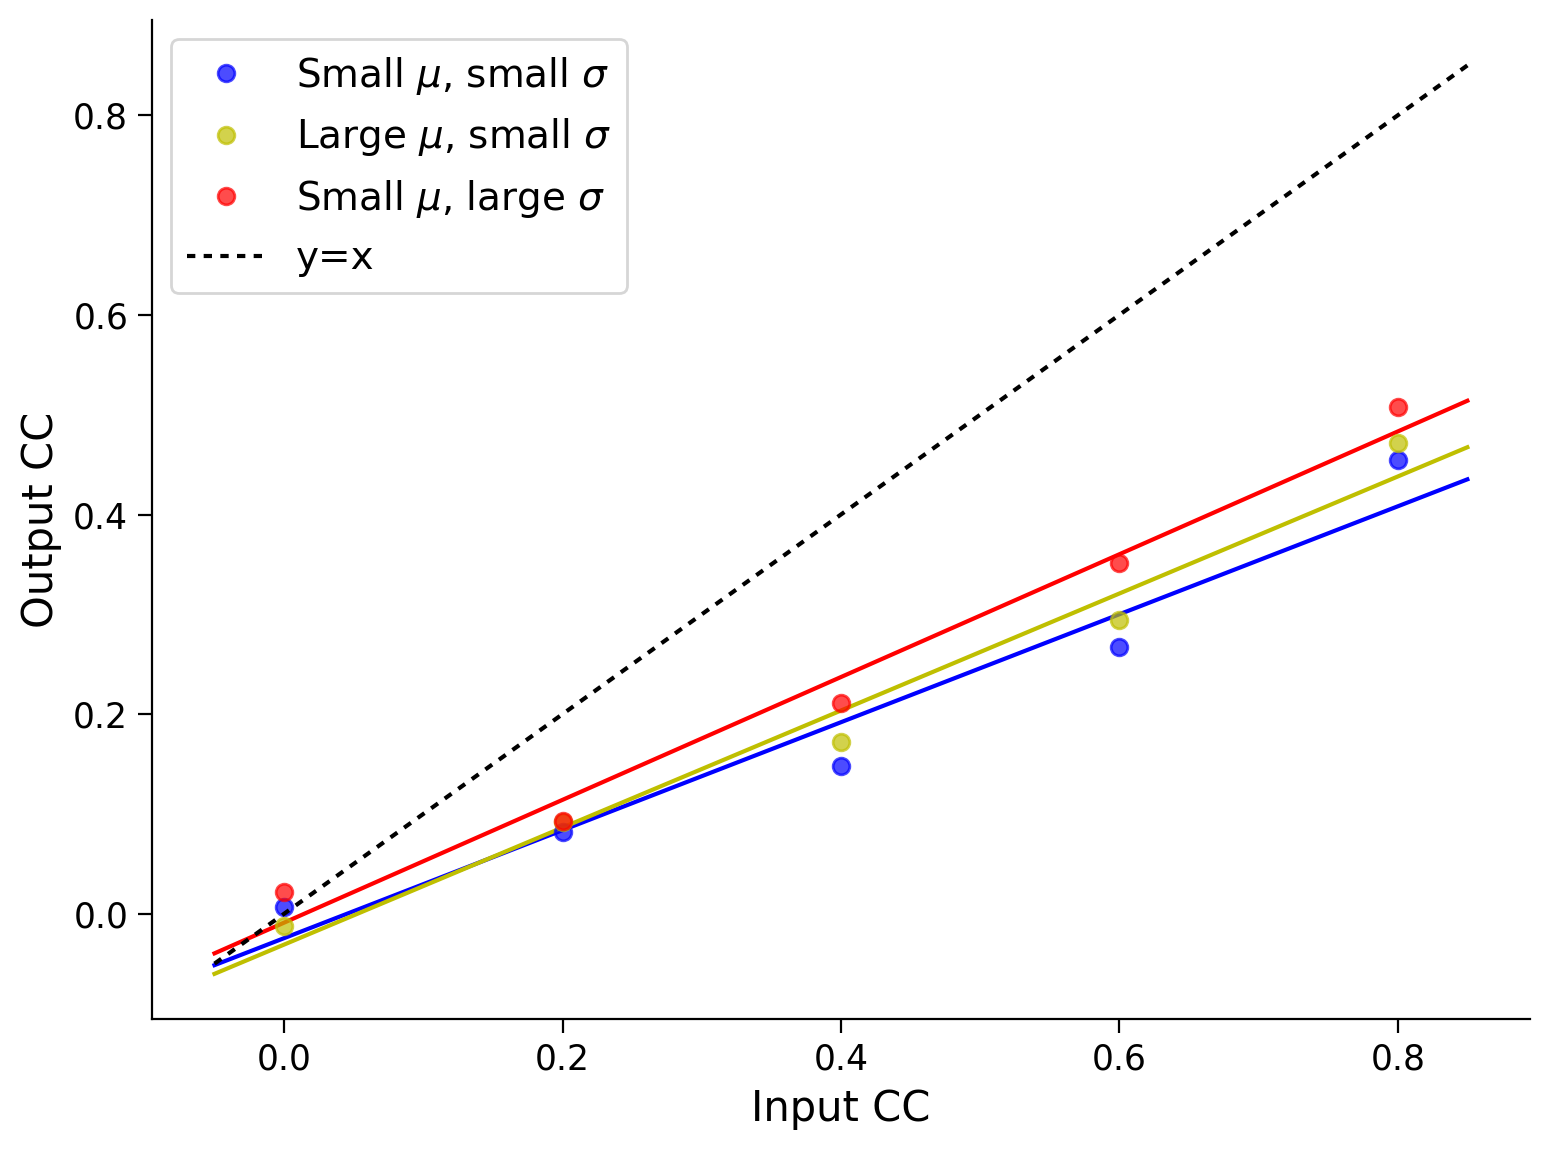 Small μ, small σ
Large μ, small σ
Small μ, large σ
y=x
0.8
0.6
0.4
0.2
0.0
Output CC
0.0 0.2 0.4 0.6 0.8
Input CC